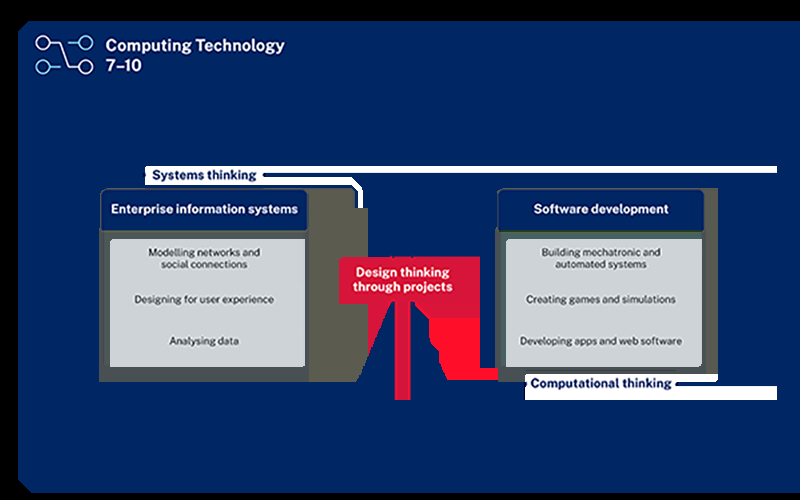 Computing Technology
7–10
Systems thinking
Enterprise information systems
Modelling networks and
social connections
Designing for user experience
Analysing data
Design thinking
through projects
Software development
Building mechatronic and
automated systems
Creating games and simulations
Developing apps and web software
Computational thinking